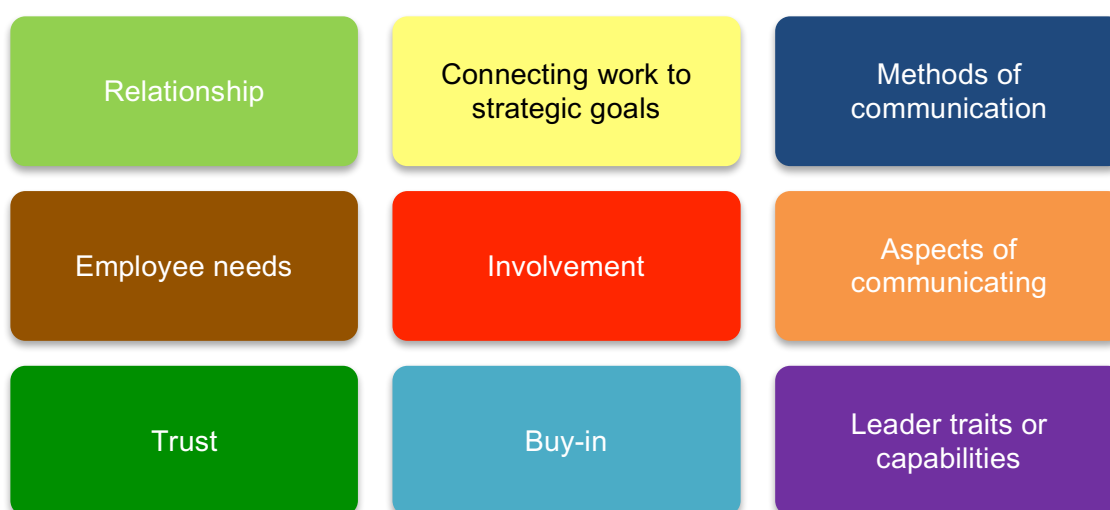 Relationship
Connecting work to
strategic goals
Methods of
communication
Employee needs
Involvement
Aspects of
communicating
Trust
Buy-in
Leader traits or
capabilities